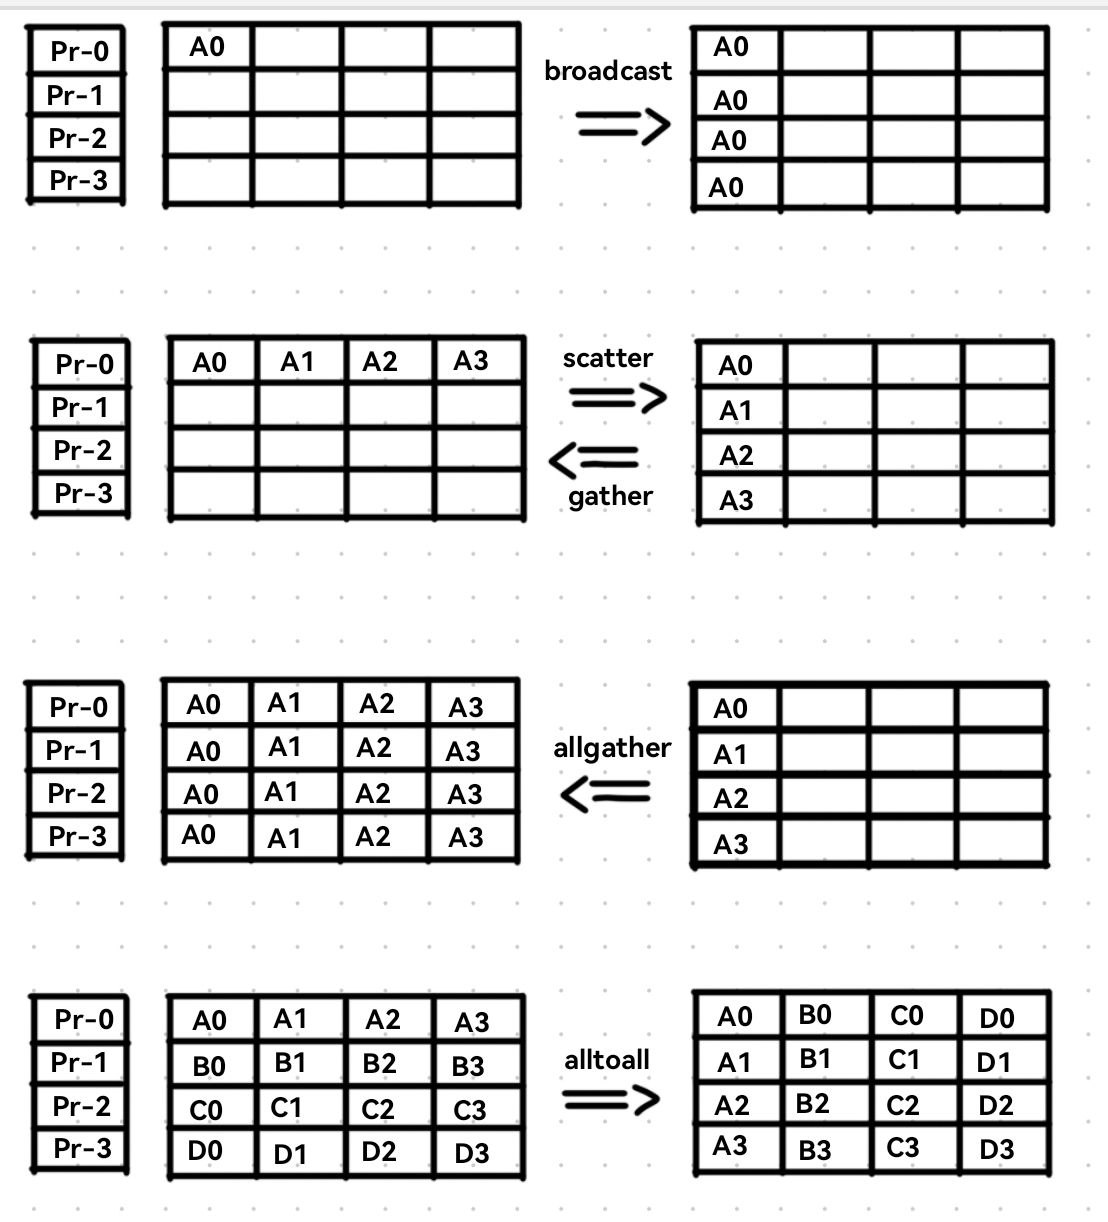 Pr-0 A0 broadcast A0
Pr-1 A0
Pr-2 A0
Pr-3 A0
Pr-0 A0 A1 A2 A3 scatter A0
Pr-1 A1
Pr-2 A2
Pr-3 gather A3
Pr-0 A0 A1 A2 A3 A0
Pr-1 A0 A1 A2 A3 allgather A1
Pr-2 A0 A1 A2 A3 A2
Pr-3 A0 A1 A2 A3 A3
Pr-0 A0 A1 A2 A3 A0 B0 C0 D0
Pr-1 B0 B1 B2 B3 alltoall A1 B1 C1 D1
Pr-2 C0 C1 C2 C3 A2 B2 C2 D2
Pr-3 D0 D1 D2 D3 A3 B3 C3 D3